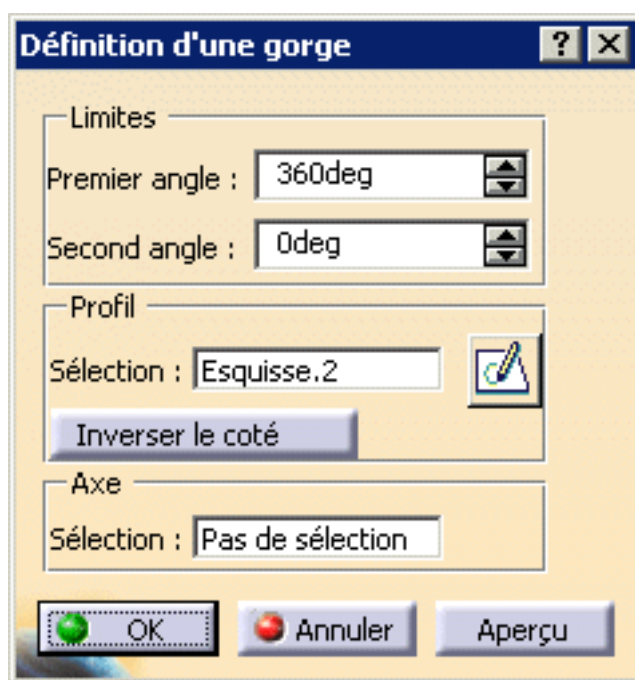 Définition d'une gorge
Limites
Premier angle : 360deg
Second angle : 0deg
Profil
Sélection : Esquisse.2
Inverser le coté
Axe
Sélection : Pas de sélection
OK Annuler Aperçu